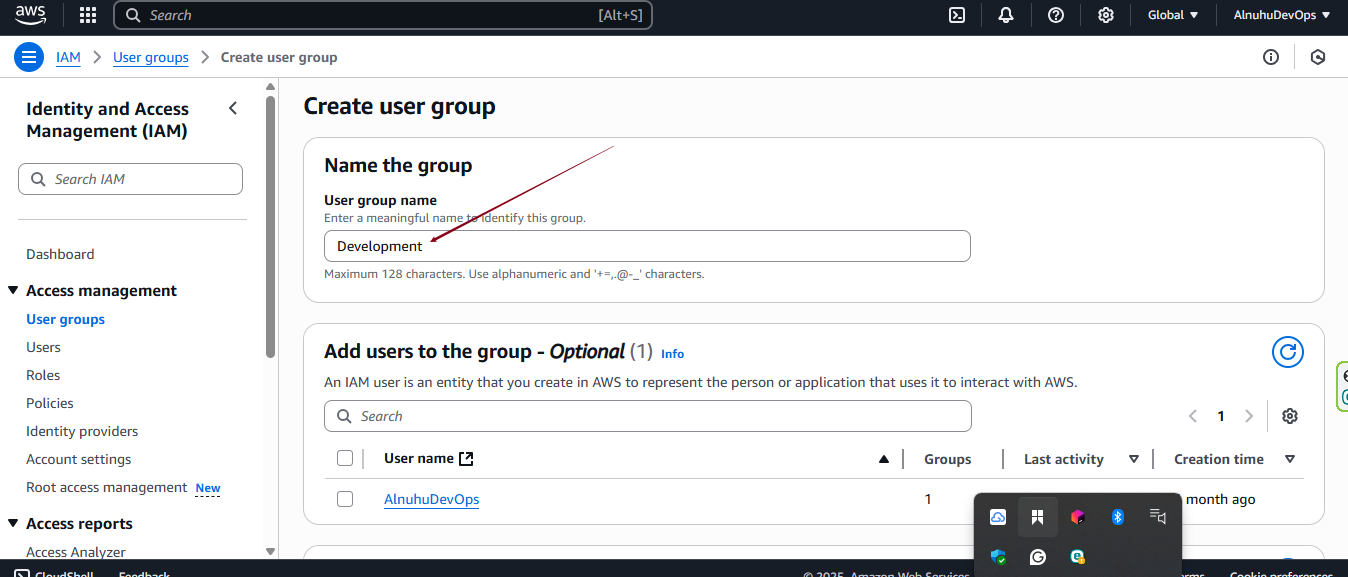 aws
Search [Alt+S] Global AlnuhuDevOps
IAM User groups Create user group
Identity and Access
Management (IAM)
Search IAM
Dashboard
Access management
User groups
Users
Roles
Policies
Identity providers
Account settings
Root access management New
Access reports
Access Analyzer
Create user group
Name the group
User group name
Enter a meaningful name to identify this group.
Development
Maximum 128 characters. Use alphanumeric and '+=,.@-_' characters.
Add users to the group - Optional (1) Info
An IAM user is an entity that you create in AWS to represent the person or application that uses it to interact with AWS.
Search
1
User name Groups Last activity Creation time
AlnuhuDevOps 1 month ago
CloudShell Feedback © 2025, Amazon Web Services Cookie preferences